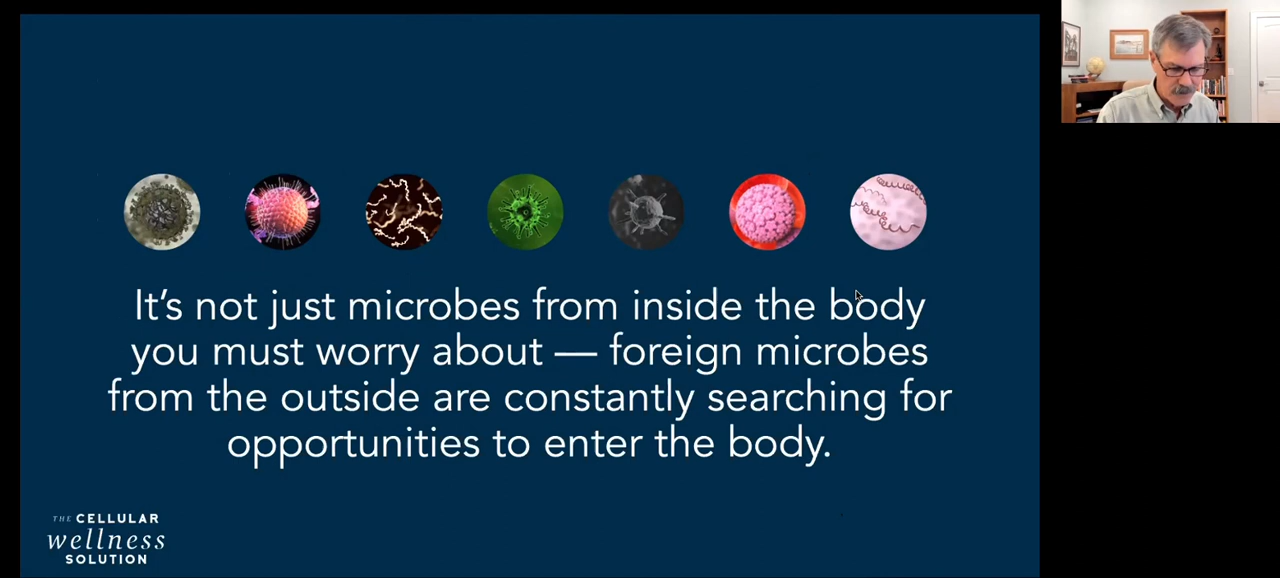 It’s not just microbes from inside the body
you must worry about — foreign microbes
from the outside are constantly searching for
opportunities to enter the body.
THE CELLULAR
wellness
SOLUTION